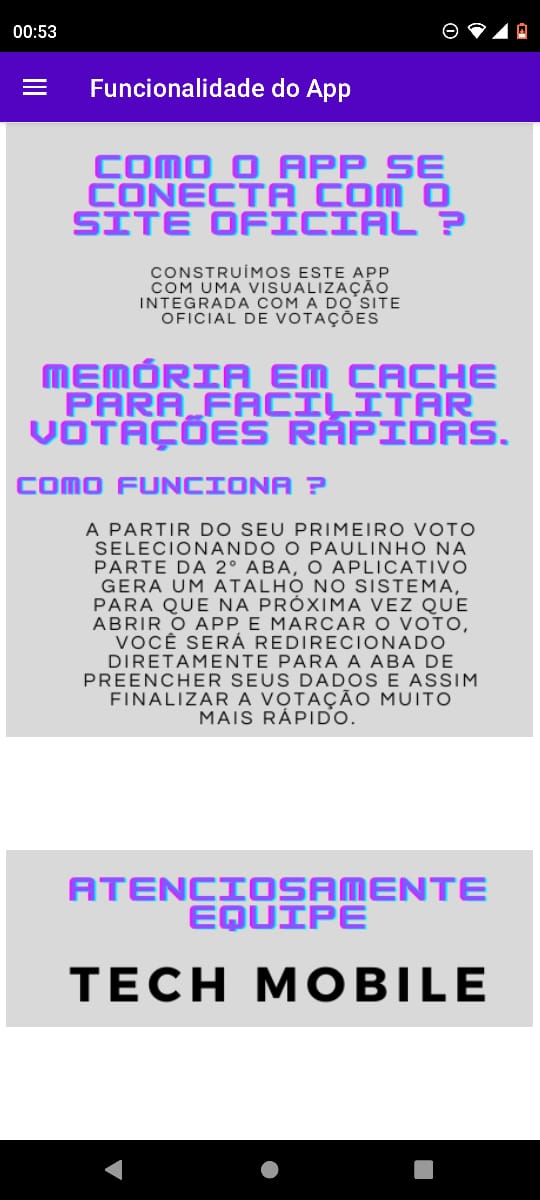 00:53
Funcionalidade do App
COMO O APP SE
CONECTA COM O
SITE OFICIAL ?
CONSTRUÍMOS ESTE APP
COM UMA VISUALIZAÇÃO
INTEGRADA COM A DO SITE
OFICIAL DE VOTAÇÕES
MEMÓRIA EM CACHE
PARA FACILITAR
VOTAÇÕES RÁPIDAS.
COMO FUNCIONA ?
A PARTIR DO SEU PRIMEIRO VOTO
SELECIONANDO O PAULINHO NA
PARTE DA 2º ABA, O APLICATIVO
GERA UM ATALHO NO SISTEMA,
PARA QUE NA PRÓXIMA VEZ QUE
ABRIR O APP E MARCAR O VOTO,
VOCÊ SERÁ REDIRECIONADO
DIRETAMENTE PARA A ABA DE
PREENCHER SEUS DADOS E ASSIM
FINALIZAR A VOTAÇÃO MUITO
MAIS RÁPIDO.
ATENCIOSAMENTE
EQUIPE
TECH MOBILE